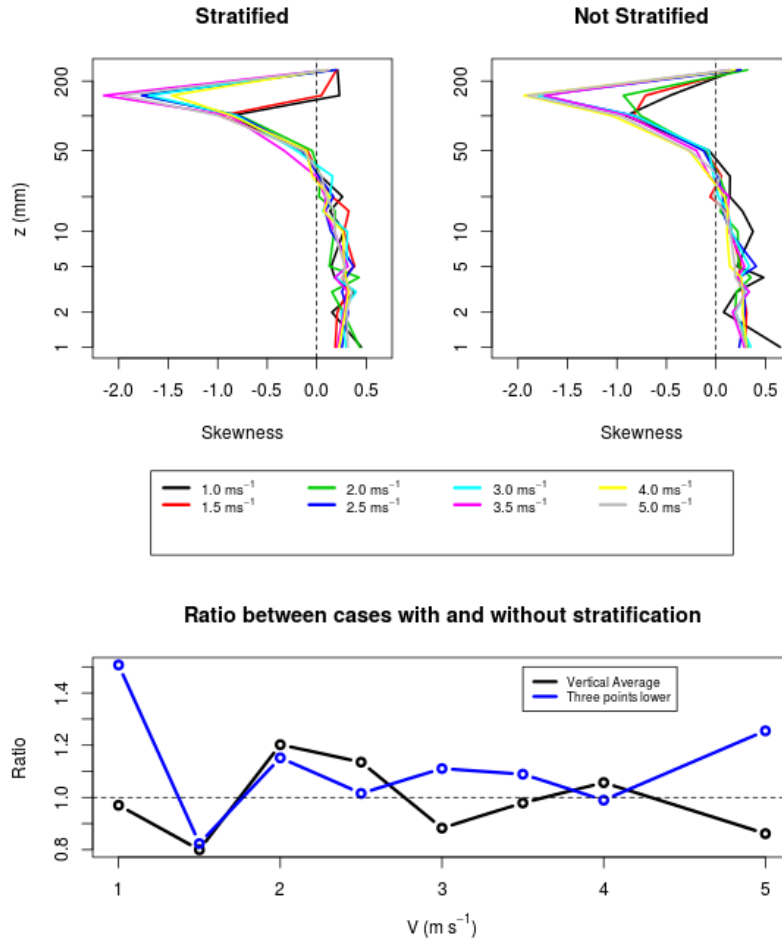 Stratified
Not Stratified
z (mm)
200
50
20
10
5
2
1
-2.0 -1.5 -1.0 -0.5 0.0 0.5
Skewness
200
50
20
10
5
2
1
-2.0 -1.5 -1.0 -0.5 0.0 0.5
Skewness
1.0 ms⁻¹ 2.0 ms⁻¹ 3.0 ms⁻¹ 4.0 ms⁻¹
1.5 ms⁻¹ 2.5 ms⁻¹ 3.5 ms⁻¹ 5.0 ms⁻¹
Ratio between cases with and without stratification
Ratio
1.4
1.2
1.0
0.8
Vertical Average
Three points lower
1 2 3 4 5
V (m s⁻¹)